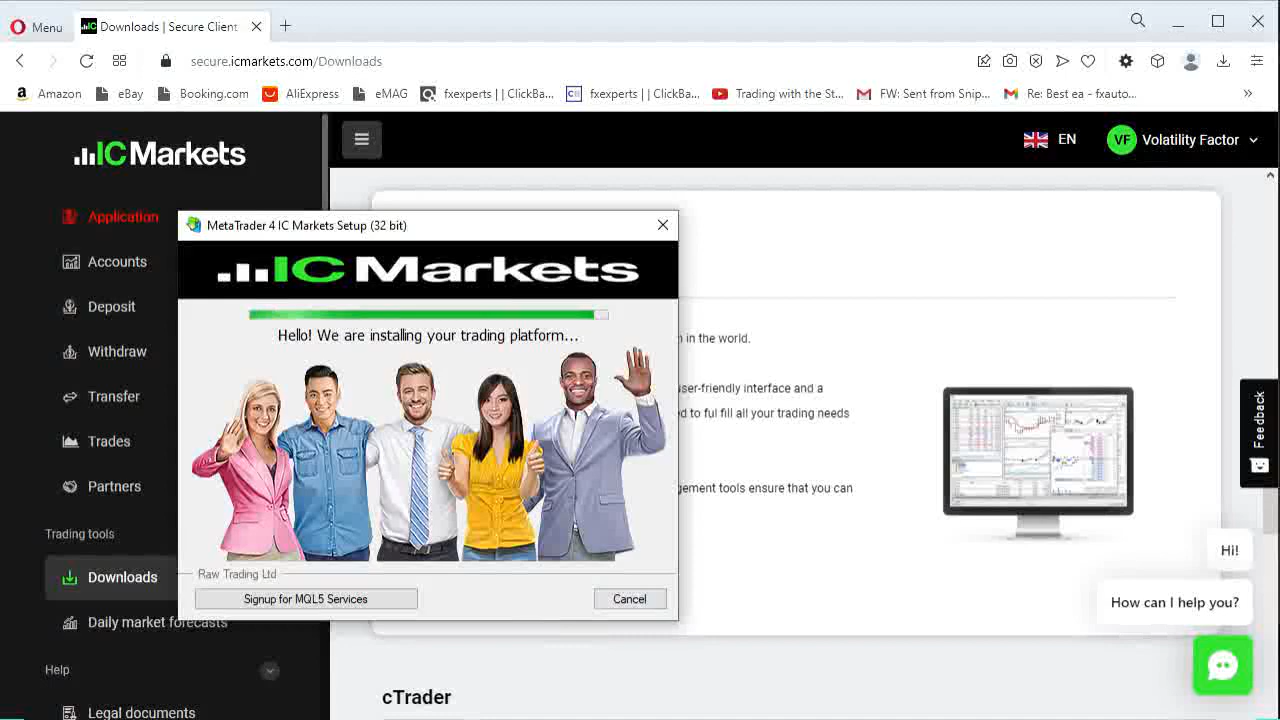 Menu
Downloads | Secure Client
secure.icmarkets.com/Downloads
Amazon
eBay
Booking.com
AliExpress
eMAG
fxexperts | | ClickBa...
fxexperts | | ClickBa...
Trading with the St...
FW: Sent from Snip...
Re: Best ea - fxauto...
IC Markets
EN
VF
Volatility Factor
Application
Accounts
Deposit
Withdraw
Transfer
Trades
Partners
Trading tools
Downloads
Daily market forecasts
Help
Legal documents
MetaTrader 4 IC Markets Setup (32 bit)
IC Markets
Hello! We are installing your trading platform...
Raw Trading Ltd
Signup for MQL5 Services
Cancel
in the world.
user-friendly interface and a
to ful fill all your trading needs
gement tools ensure that you can
Feedback
Hi!
How can I help you?
cTrader